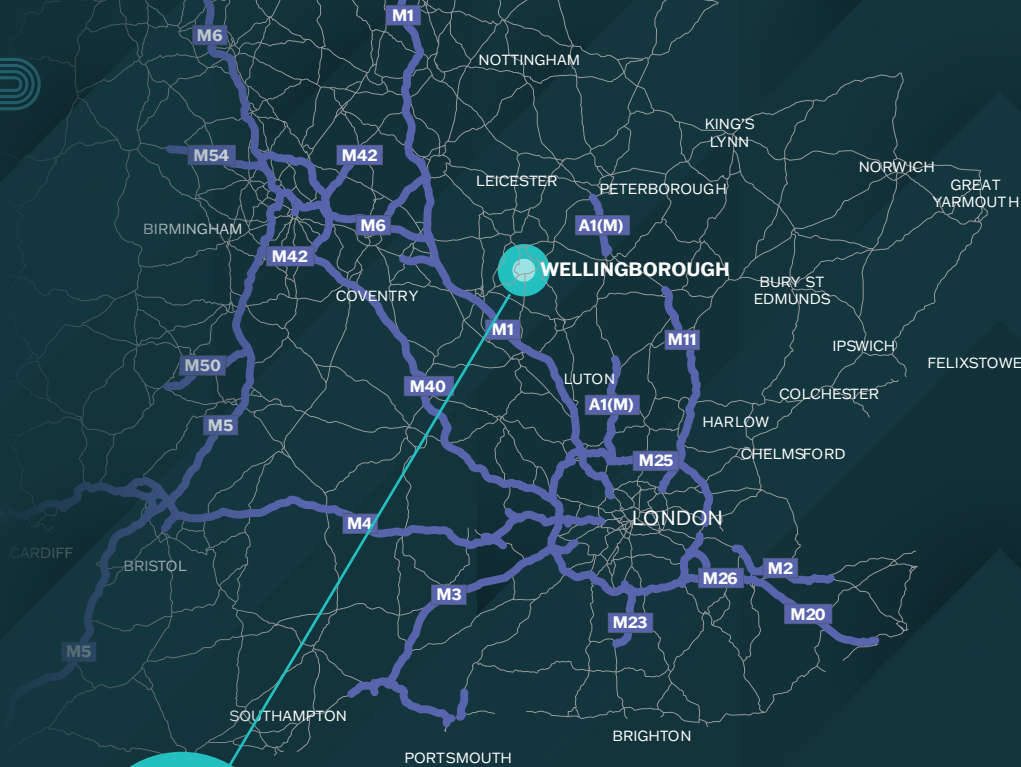 M1
M6
NOTTINGHAM
KING'S
LYNN
M54
M42
NORWICH
LEICESTER
PETERBOROUGH
GREAT
YARMOUTH
BIRMINGHAM
M6
A1(M)
M42
WELLINGBOROUGH
COVENTRY
BURY ST
EDMUNDS
M1
M11
IPSWICH
M50
FELIXSTOWE
LUTON
M40
COLCHESTER
A1(M)
M5
HARLOW
CHELMSFORD
M25
M4
LONDON
CARDIFF
BRISTOL
M2
M26
M3
M20
M23
M5
SOUTHAMPTON
BRIGHTON
PORTSMOUTH